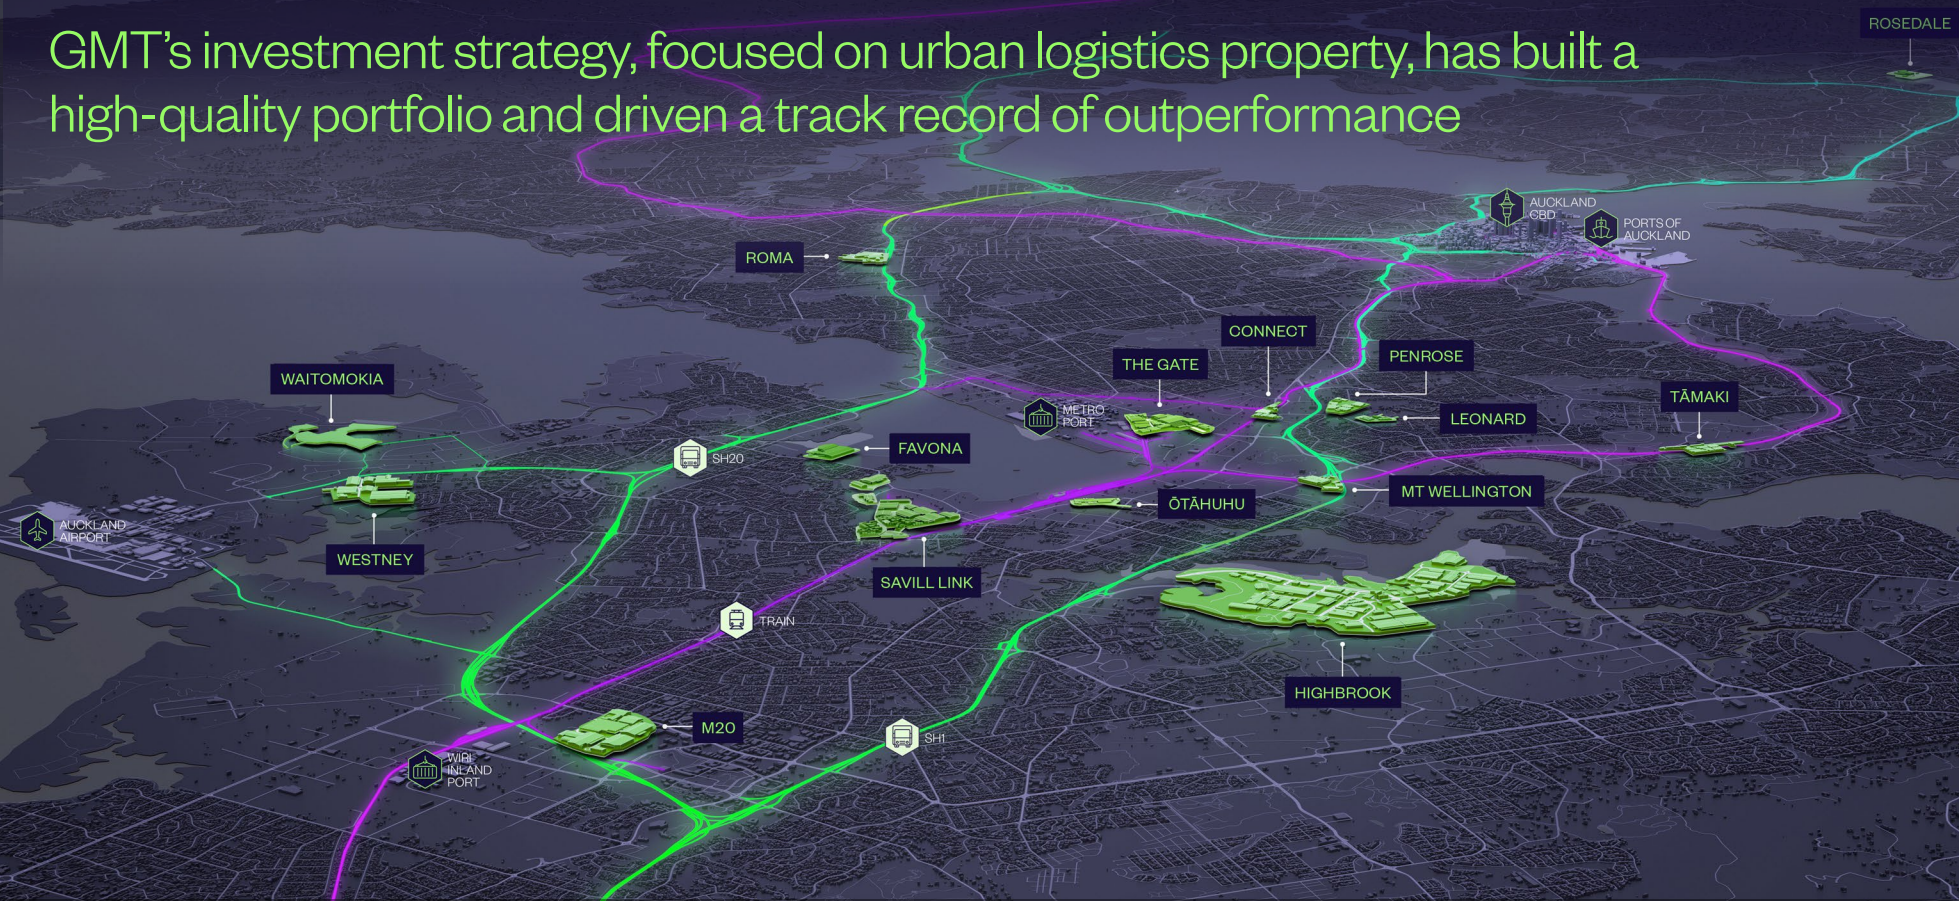 GMT's investment strategy, focused on urban logistics property, has built a
high-quality portfolio and driven a track record of outperformance
ROSEDALE
AUCKLAND
CBD
PORTS OF
AUCKLAND
ROMA
CONNECT
PENROSE
THE GATE
WAITOMOKIA
TĀMAKI
METRO
PORT
LEONARD
FAVONA
SH20
MT WELLINGTON
ŌTĀHUHU
AUCKLAND
AIRPORT
WESTNEY
SAVILL LINK
TRAIN
HIGHBROOK
M20
SH1
WIRI
INLAND
PORT